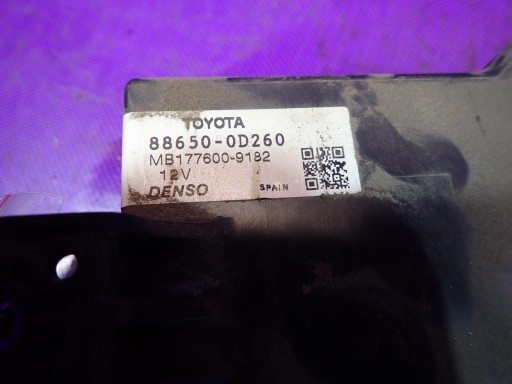 TOYOTA
88650-0D260
MB177600-9182
12V
DENSO SPAIN